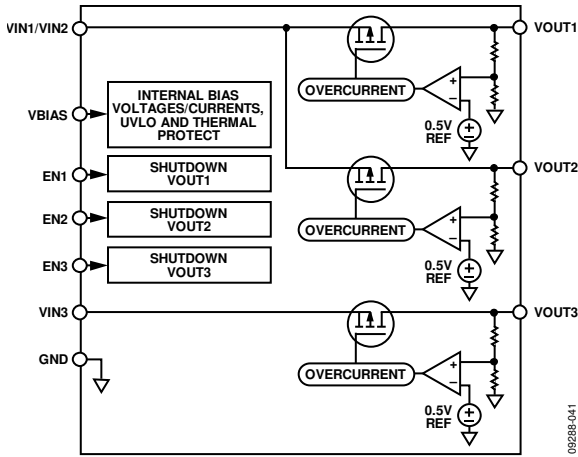 VIN1/VIN2
VOUT1
OVERCURRENT
+
–
0.5V
REF
INTERNAL BIAS
VOLTAGES/CURRENTS,
UVLO AND THERMAL
PROTECT
VBIAS
EN1
SHUTDOWN
VOUT1
EN2
SHUTDOWN
VOUT2
EN3
SHUTDOWN
VOUT3
VOUT2
OVERCURRENT
+
–
0.5V
REF
VIN3
VOUT3
GND
OVERCURRENT
+
–
0.5V
REF
09288-041